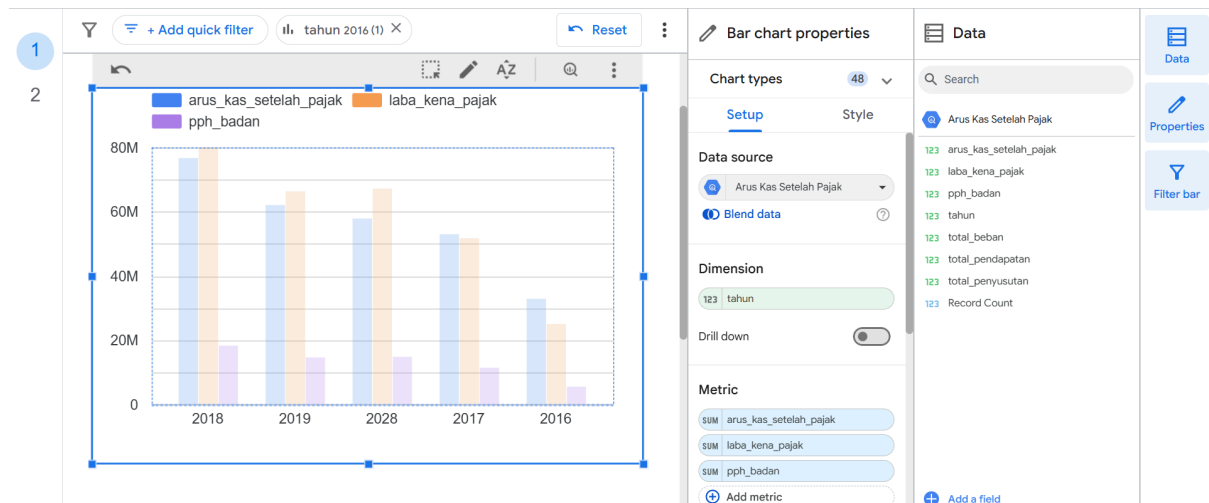 1
2
+ Add quick filter
tahun 2016 (1)
Reset
arus_kas_setelah_pajak
laba_kena_pajak
pph_badan
80M
60M
40M
20M
0
2018
2019
2028
2017
2016
Bar chart properties
Chart types
48
Setup
Style
Data source
Arus Kas Setelah Pajak
Blend data
Dimension
123 tahun
Drill down
Metric
SUM arus_kas_setelah_pajak
SUM laba_kena_pajak
SUM pph_badan
Add metric
Data
Search
Arus Kas Setelah Pajak
123 arus_kas_setelah_pajak
123 laba_kena_pajak
123 pph_badan
123 tahun
123 total_beban
123 total_pendapatan
123 total_penyusutan
123 Record Count
Add a field
Data
Properties
Filter bar